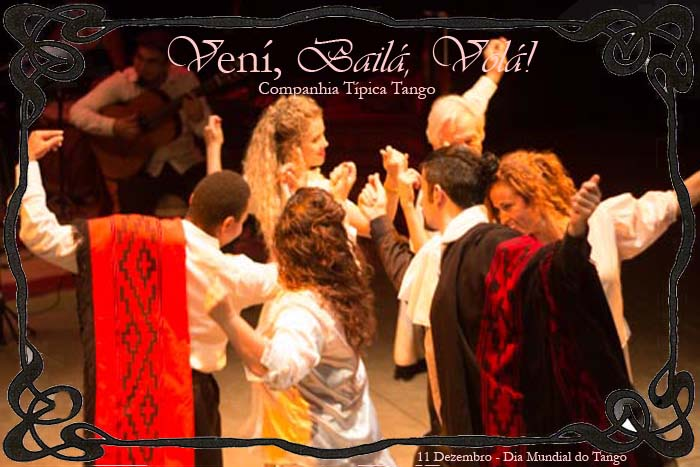 Vení, Bailá, Volá!
Companhia Típica Tango
11 Dezembro - Dia Mundial do Tango